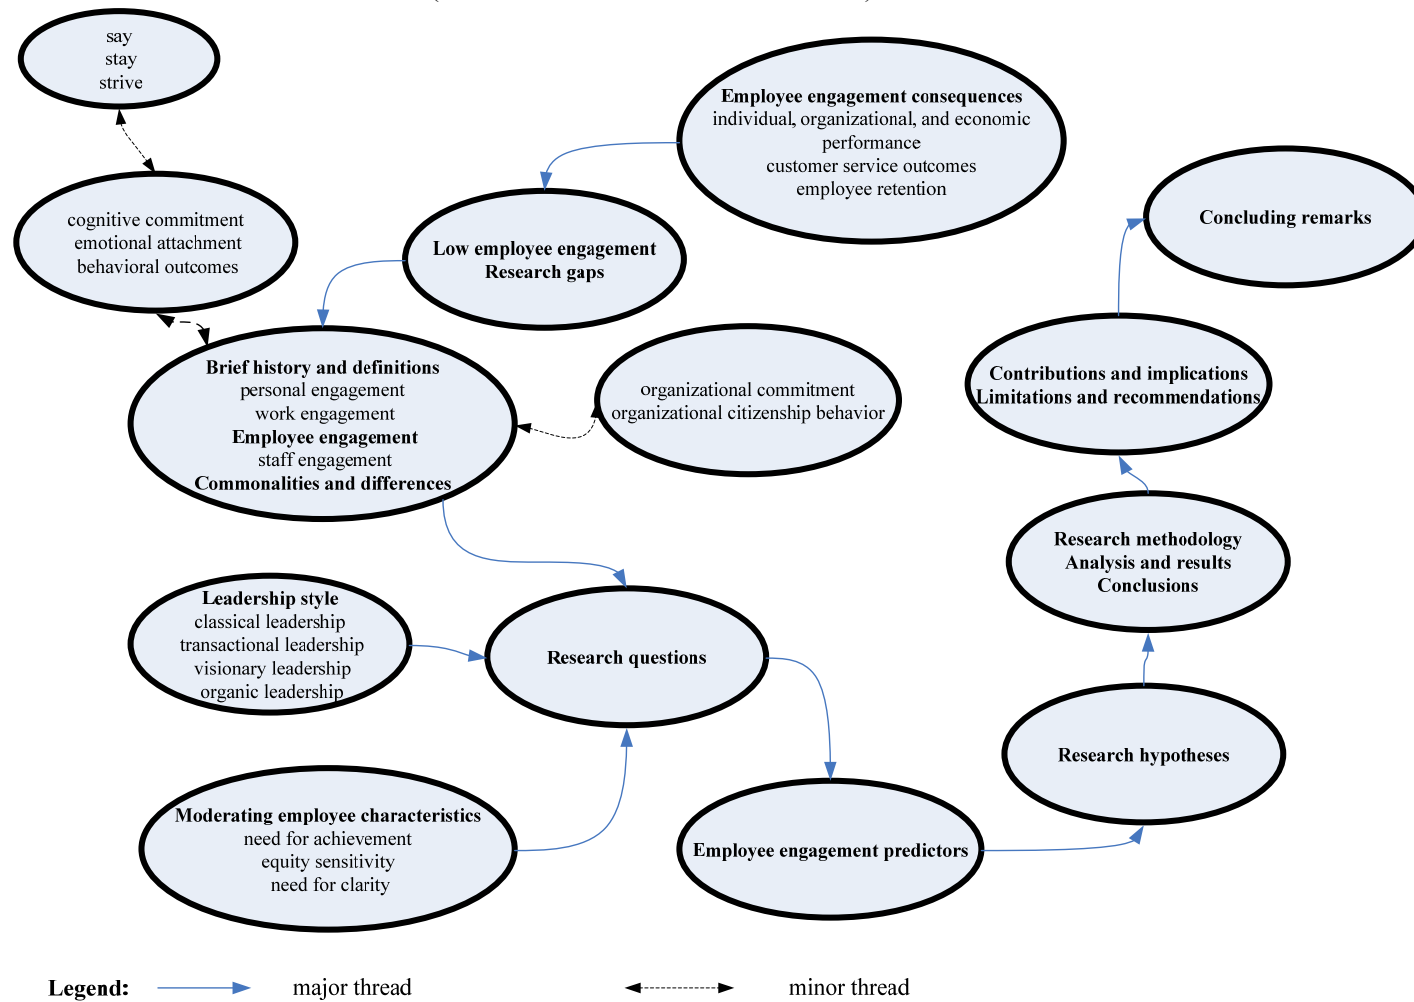 say
stay
strive
Employee engagement consequences
individual, organizational, and economic
performance
customer service outcomes
employee retention
cognitive commitment
emotional attachment
behavioral outcomes
Concluding remarks
Low employee engagement
Research gaps
Brief history and definitions
personal engagement
work engagement
Employee engagement
staff engagement
Commonalities and differences
organizational commitment
organizational citizenship behavior
Contributions and implications
Limitations and recommendations
Research methodology
Analysis and results
Conclusions
Leadership style
classical leadership
transactional leadership
visionary leadership
organic leadership
Research questions
Research hypotheses
Moderating employee characteristics
need for achievement
equity sensitivity
need for clarity
Employee engagement predictors
Legend: major thread minor thread